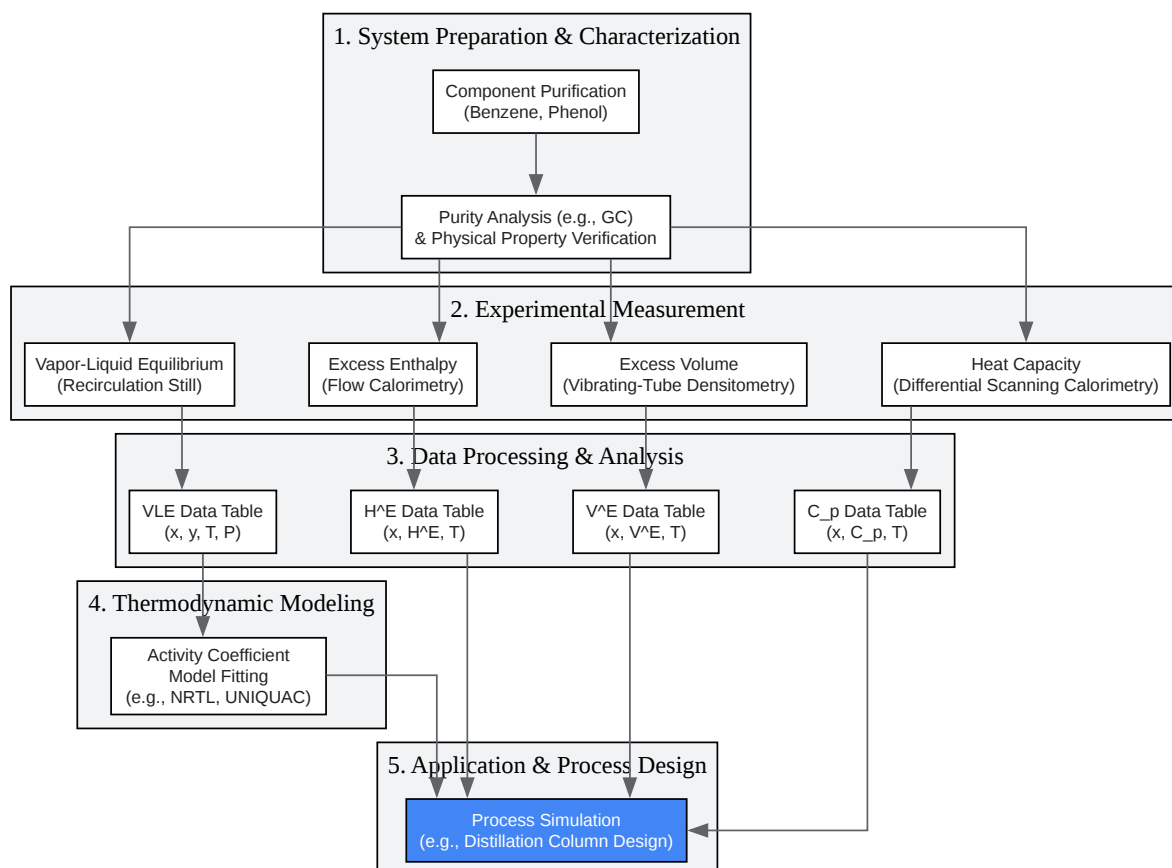 1. System Preparation & Characterization
Component Purification
(Benzene, Phenol)
Purity Analysis (e.g., GC)
& Physical Property Verification
2. Experimental Measurement
Vapor-Liquid Equilibrium
(Recirculation Still)
Excess Enthalpy
(Flow Calorimetry)
Excess Volume
(Vibrating-Tube Densitometry)
Heat Capacity
(Differential Scanning Calorimetry)
3. Data Processing & Analysis
VLE Data Table
(x, y, T, P)
H^E Data Table
(x, H^E, T)
V^E Data Table
(x, V^E, T)
C_p Data Table
(x, C_p, T)
4. Thermodynamic Modeling
Activity Coefficient
Model Fitting
(e.g., NRTL, UNIQUAC)
5. Application & Process Design
Process Simulation
(e.g., Distillation Column Design)